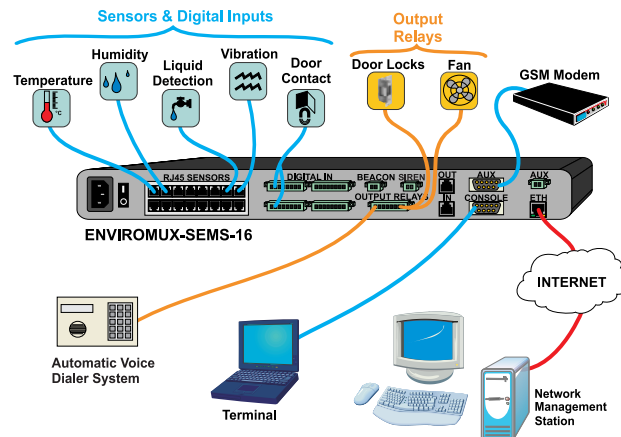 Sensors & Digital Inputs
Output
Relays
Temperature
Humidity
Liquid
Detection
Vibration
Door
Contact
Door Locks
Fan
GSM Modem
°C
RJ45 SENSORS
DIGITAL IN
BEACON
SIREN
OUT
AUX
AUX
OUTPUT RELAYS
IN
CONSOLE
ETH
ENVIROMUX-SEMS-16
INTERNET
Automatic Voice
Dialer System
Terminal
Network
Management
Station